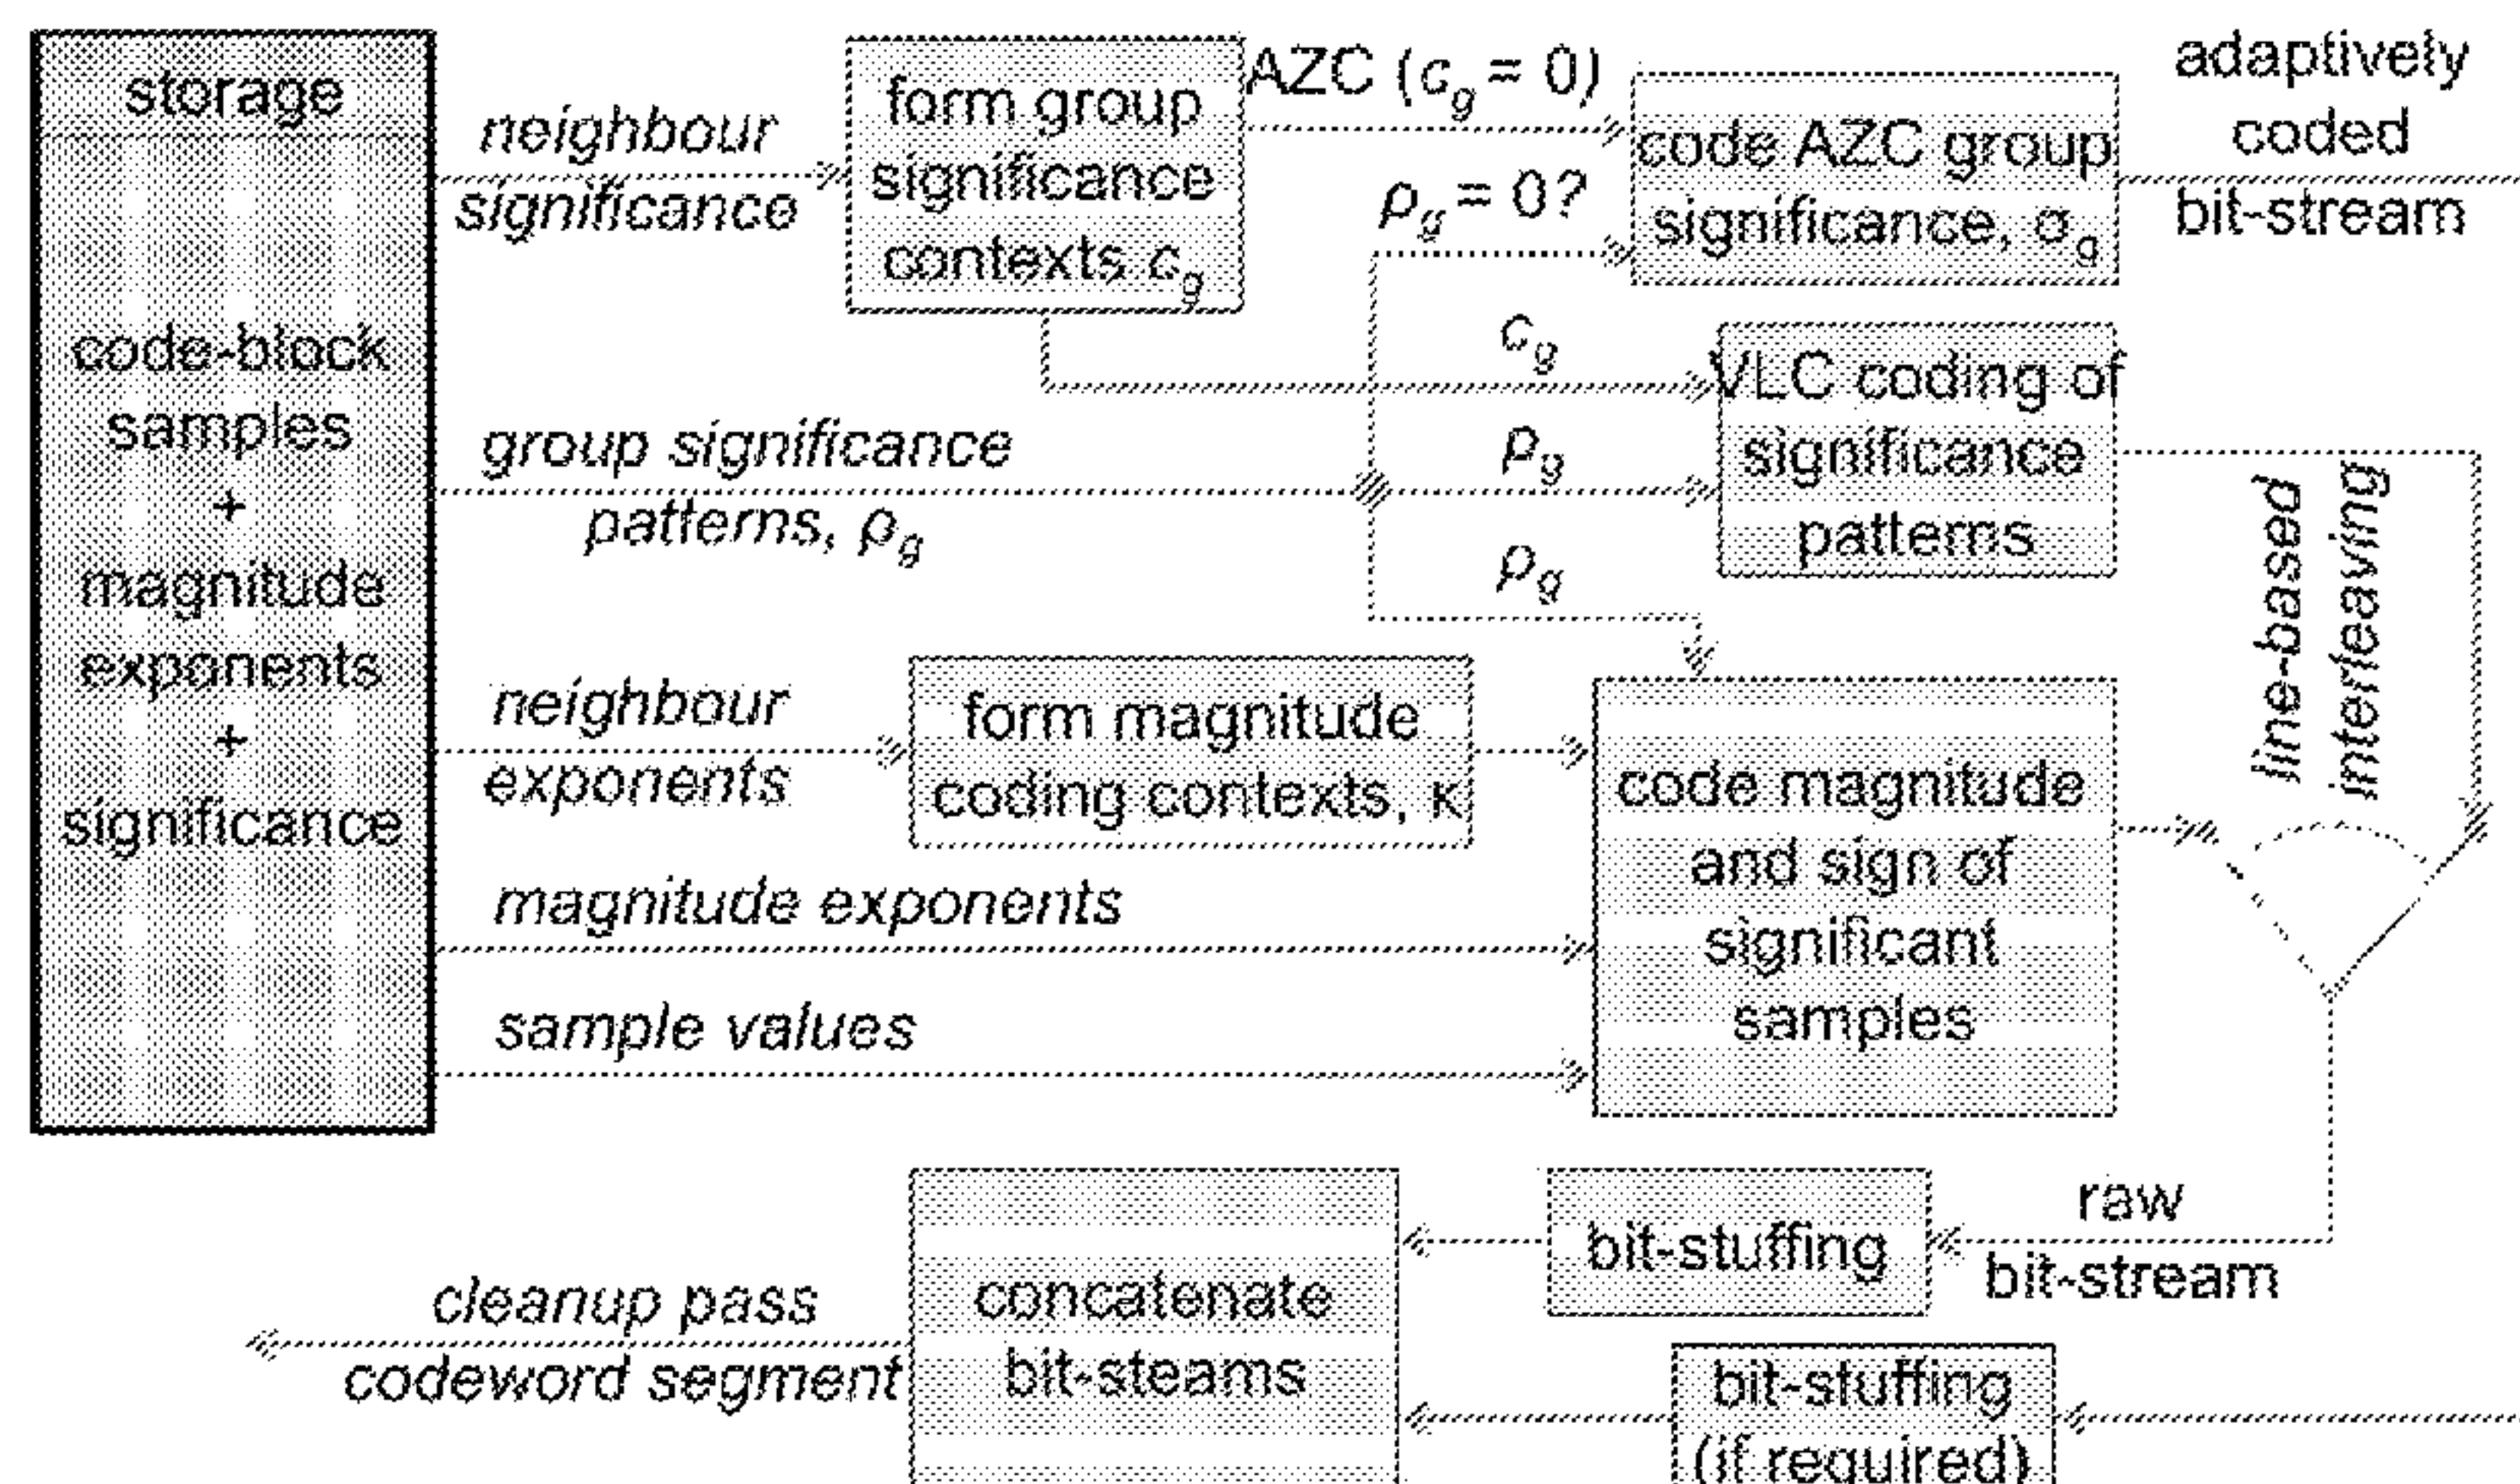 storage
code-block
samples
+
magnitude
exponents
+
significance
neighbour
significance
form group
significance
contexts c_g
AZC (c_g = 0)
ρ_g = 0?
code AZC group
significance, σ_g
adaptively
coded
bit-stream
group significance
patterns, ρ_g
c_g
ρ_g
ρ_g
VLC coding of
significance
patterns
line-based
interleaving
neighbour
exponents
form magnitude
coding contexts, κ
magnitude exponents
sample values
code magnitude
and sign of
significant
samples
raw
bit-stream
bit-stuffing
bit-stuffing
(if required)
concatenate
bit-steams
cleanup pass
codeword segment